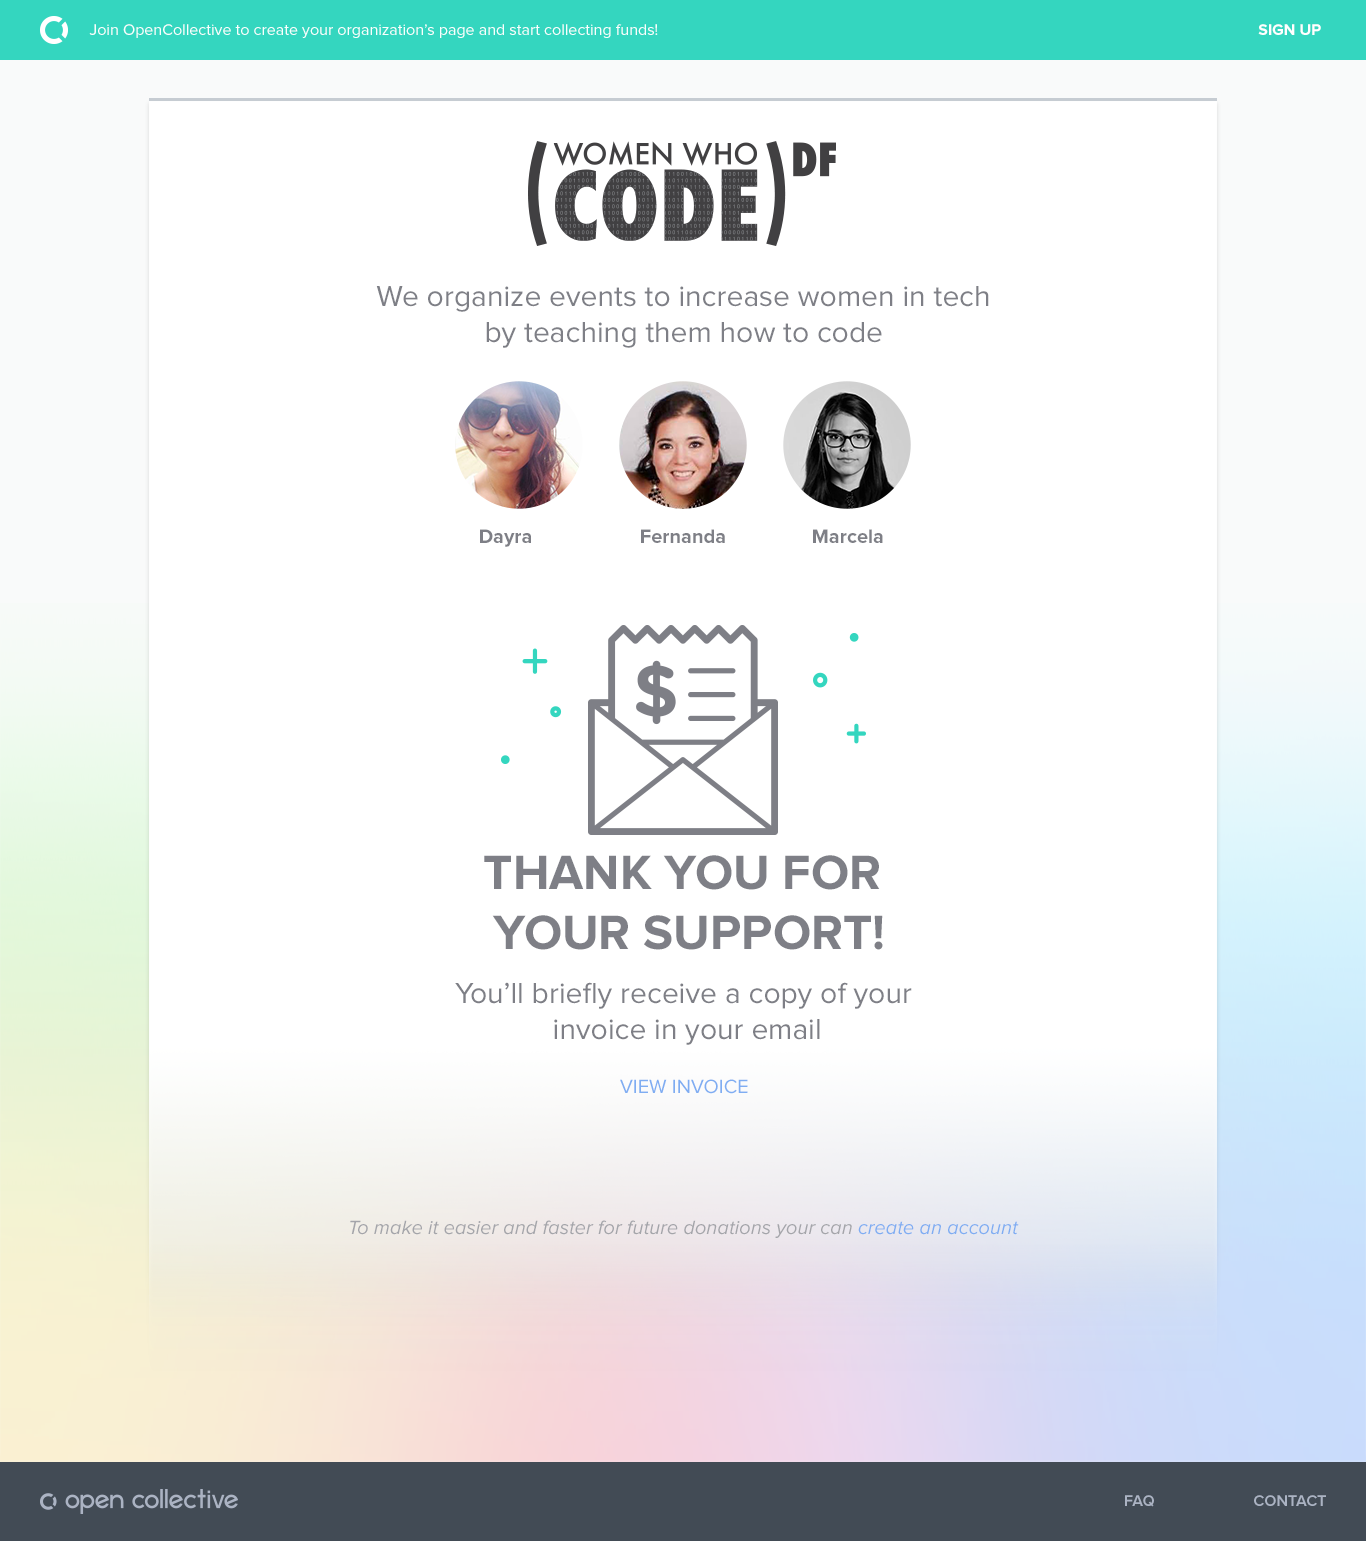 Join OpenCollective to create your organization’s page and start collecting funds!
SIGN UP
(WOMEN WHO CODE) DF
We organize events to increase women in tech
by teaching them how to code
Dayra
Fernanda
Marcela
$
THANK YOU FOR
YOUR SUPPORT!
You’ll briefly receive a copy of your
invoice in your email
VIEW INVOICE
To make it easier and faster for future donations your can create an account
open collective
FAQ
CONTACT